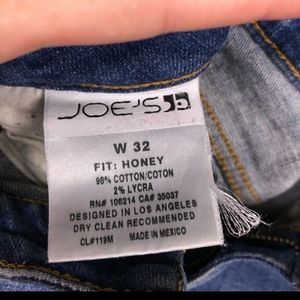 JOE'S
W 32
FIT: HONEY
98% COTTON/COTON
2% LYCRA
RN# 106214 CA# 35037
DESIGNED IN LOS ANGELES
DRY CLEAN RECOMMENDED
CL#119M MADE IN MEXICO